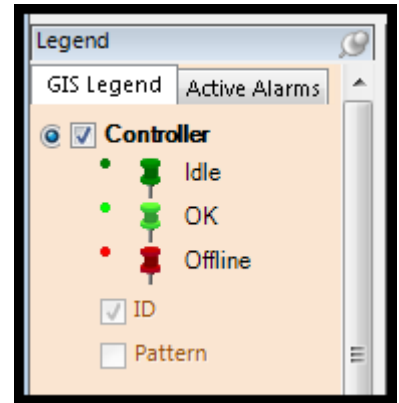 Legend
GIS Legend Active Alarms
Controller
Idle
OK
Offline
ID
Pattern